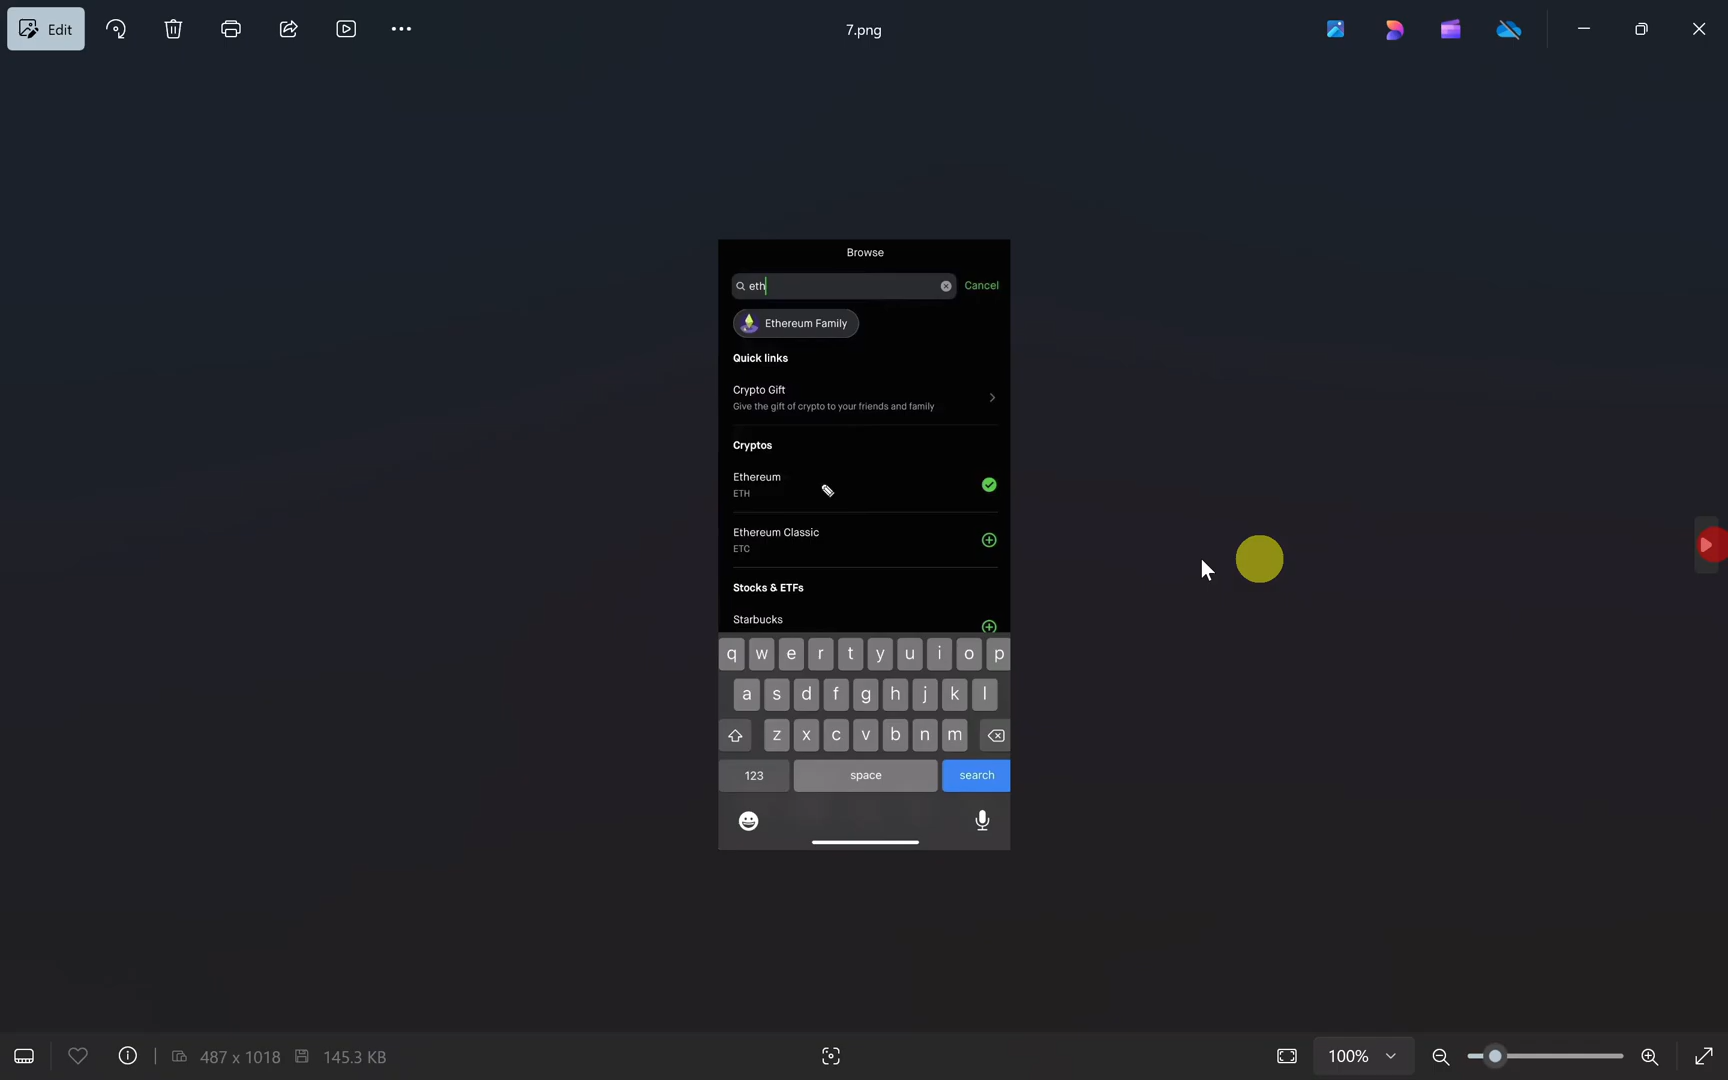 Edit
7.png
Browse
eth
Cancel
Ethereum Family
Quick links
Crypto Gift
Give the gift of crypto to your friends and family
Cryptos
Ethereum
ETH
Ethereum Classic
ETC
Stocks & ETFs
Starbucks
q w e r t y u i o p
a s d f g h j k l
z x c v b n m
123 space search
487 x 1018 145.3 KB 100%